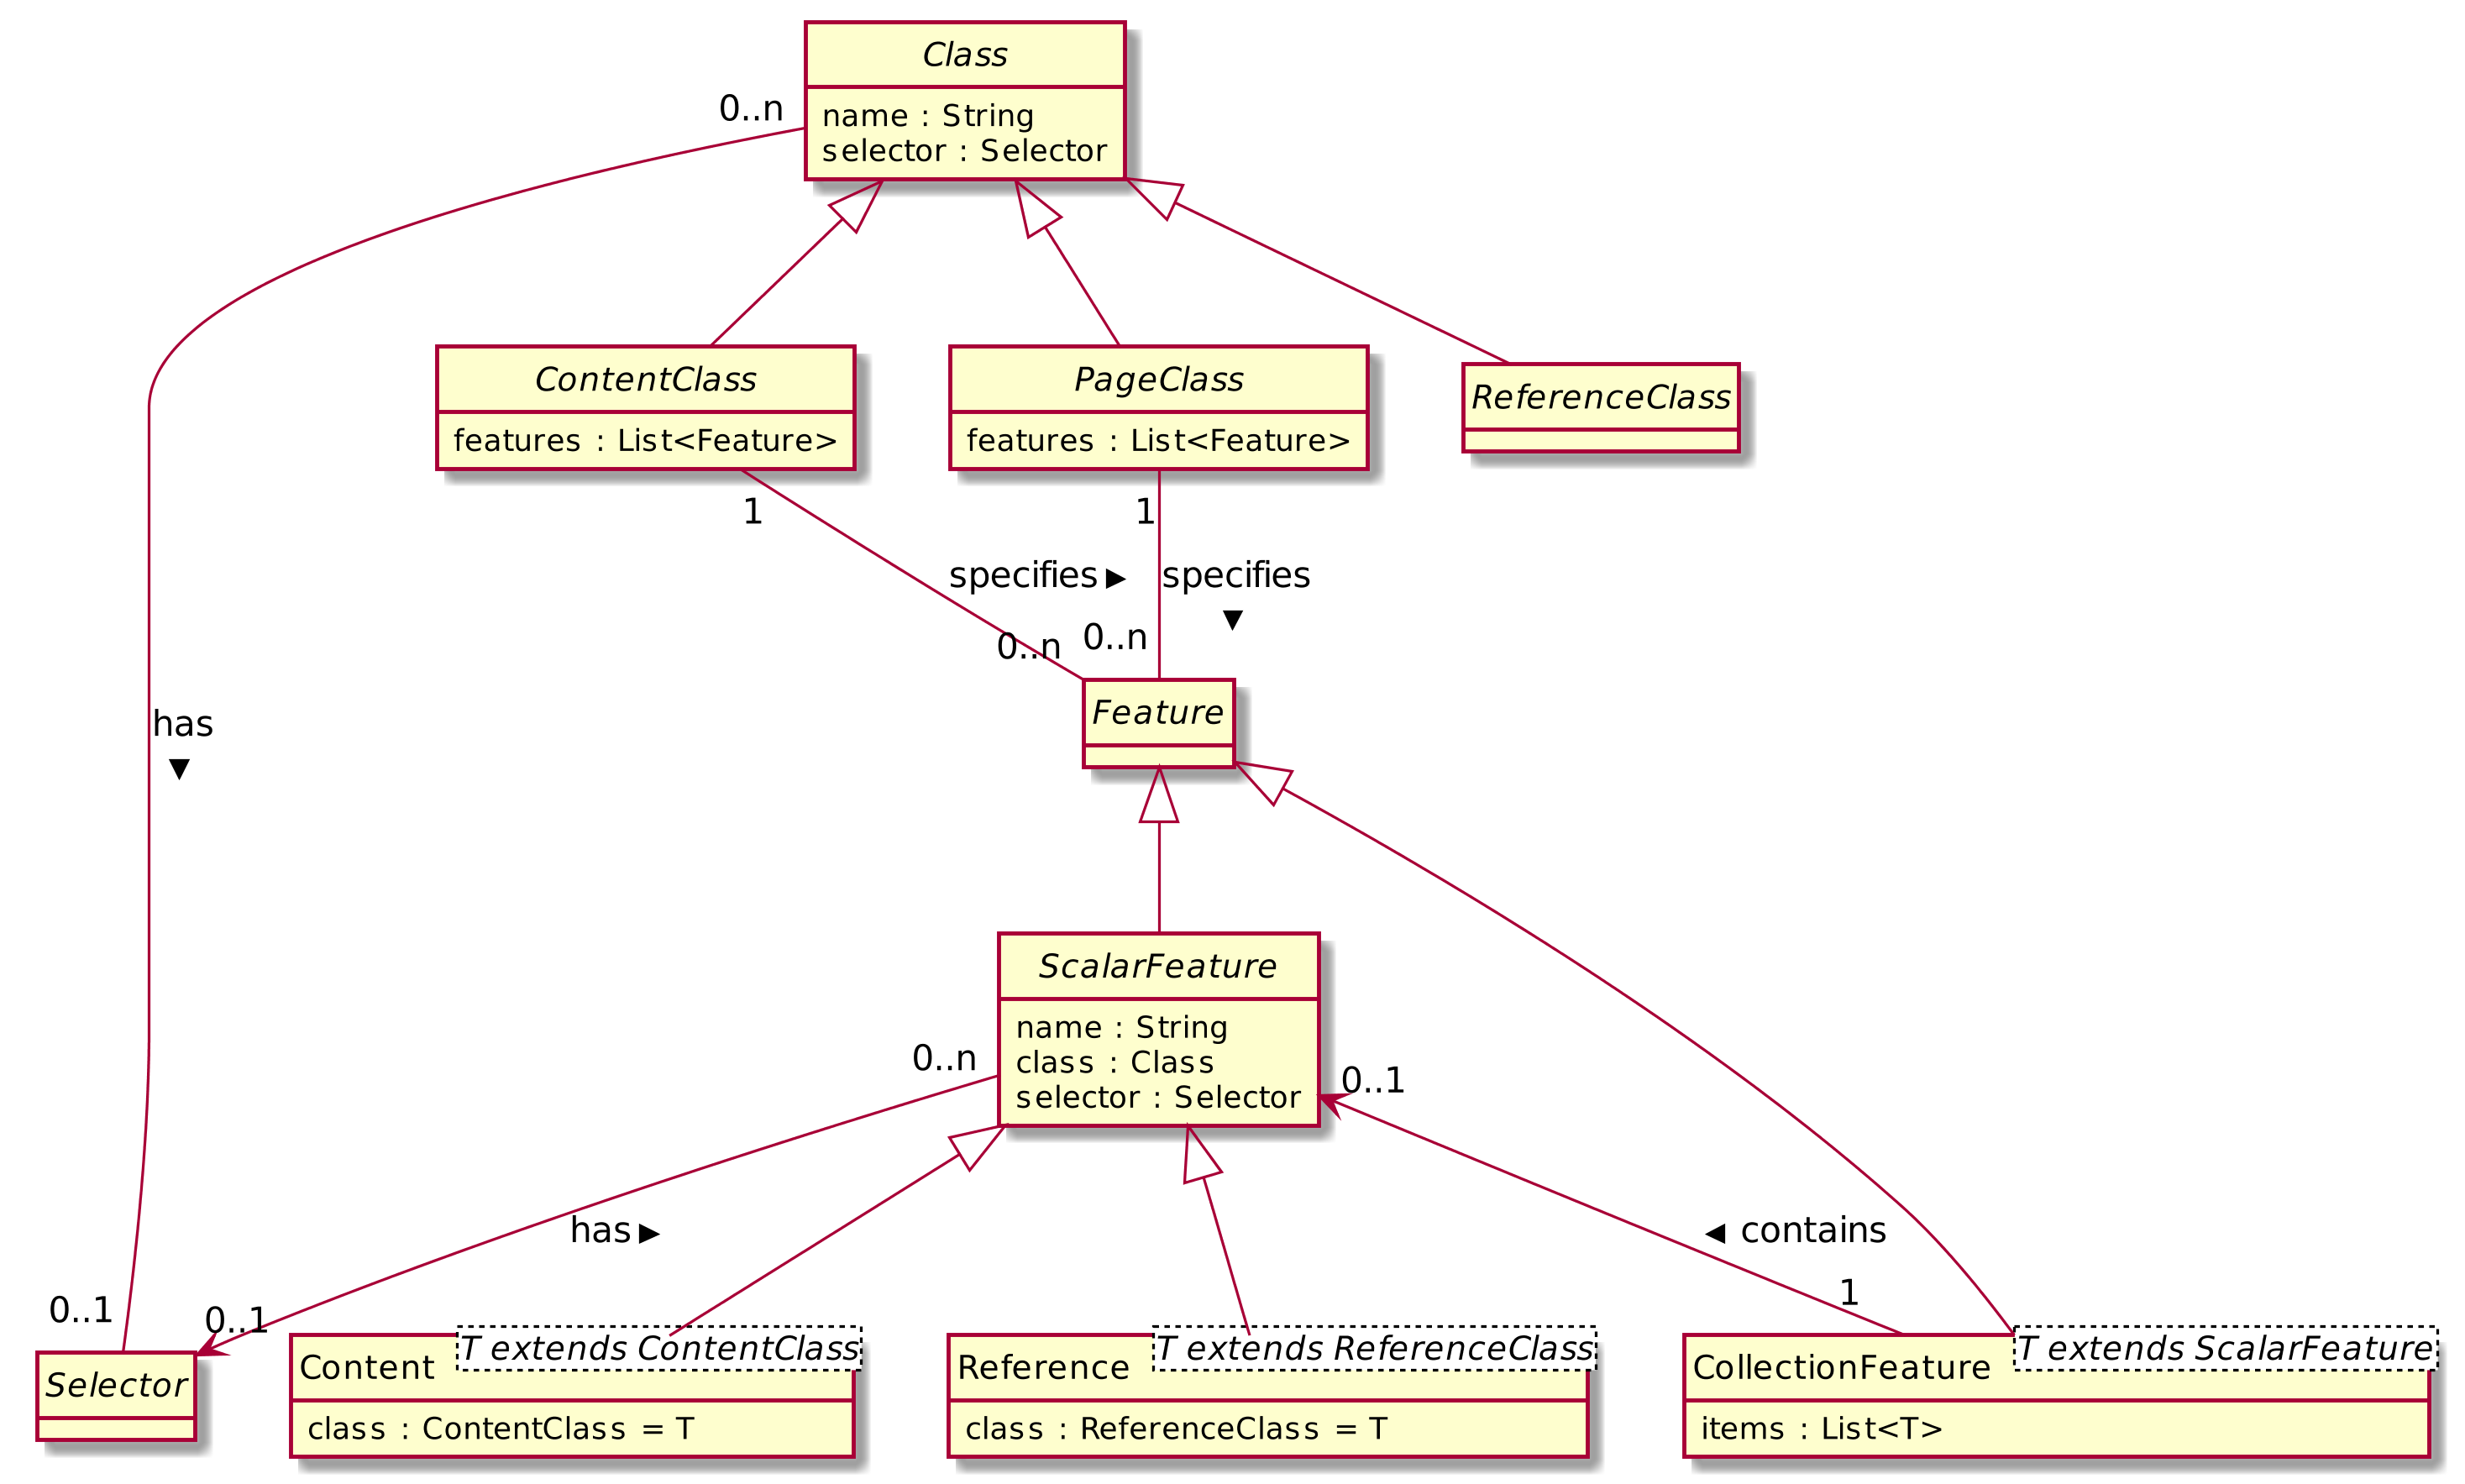 Class
name : String
selector : Selector
0..n
ContentClass
features : List<Feature>
PageClass
features : List<Feature>
ReferenceClass
1
1
specifies ►
specifies
▼
0..n
0..n
Feature
has
▼
ScalarFeature
name : String
class : Class
selector : Selector
0..n
0..1
has ►
◄ contains
0..1
0..1
1
Selector
Content
T extends ContentClass
class : ContentClass = T
Reference
T extends ReferenceClass
class : ReferenceClass = T
CollectionFeature
T extends ScalarFeature
items : List<T>